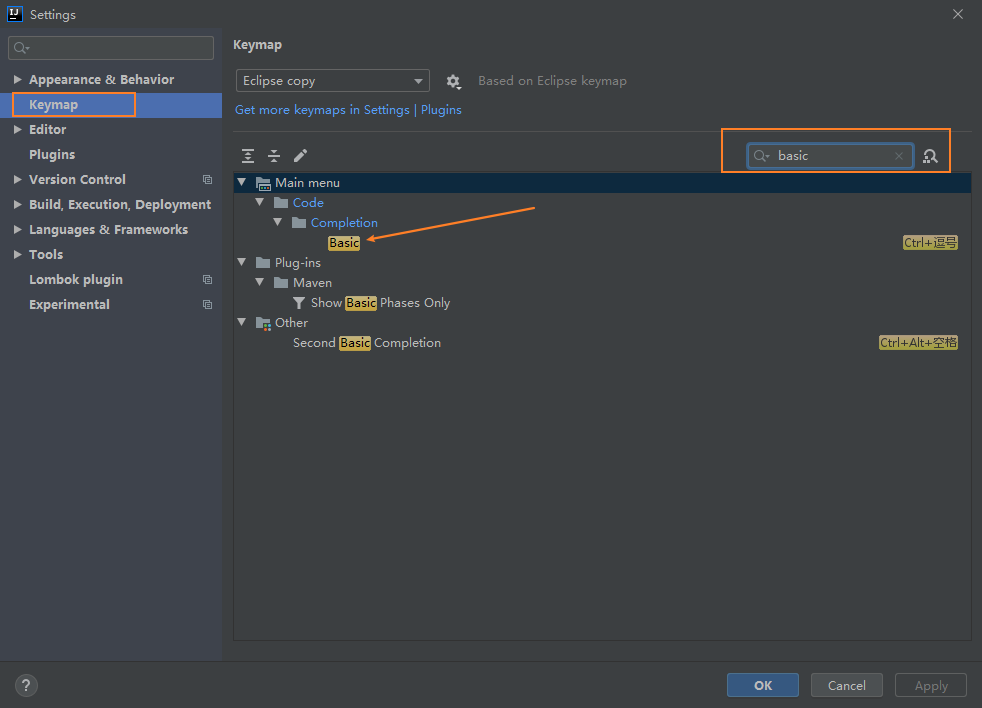 Settings
Keymap
Appearance & Behavior
Keymap
Editor
Plugins
Version Control
Build, Execution, Deployment
Languages & Frameworks
Tools
Lombok plugin
Experimental
Eclipse copy
Based on Eclipse keymap
Get more keymaps in Settings | Plugins
basic
Main menu
Code
Completion
Basic Ctrl+逗号
Plug-ins
Maven
Show Basic Phases Only
Other
Second Basic Completion Ctrl+Alt+空格
?
OK Cancel Apply